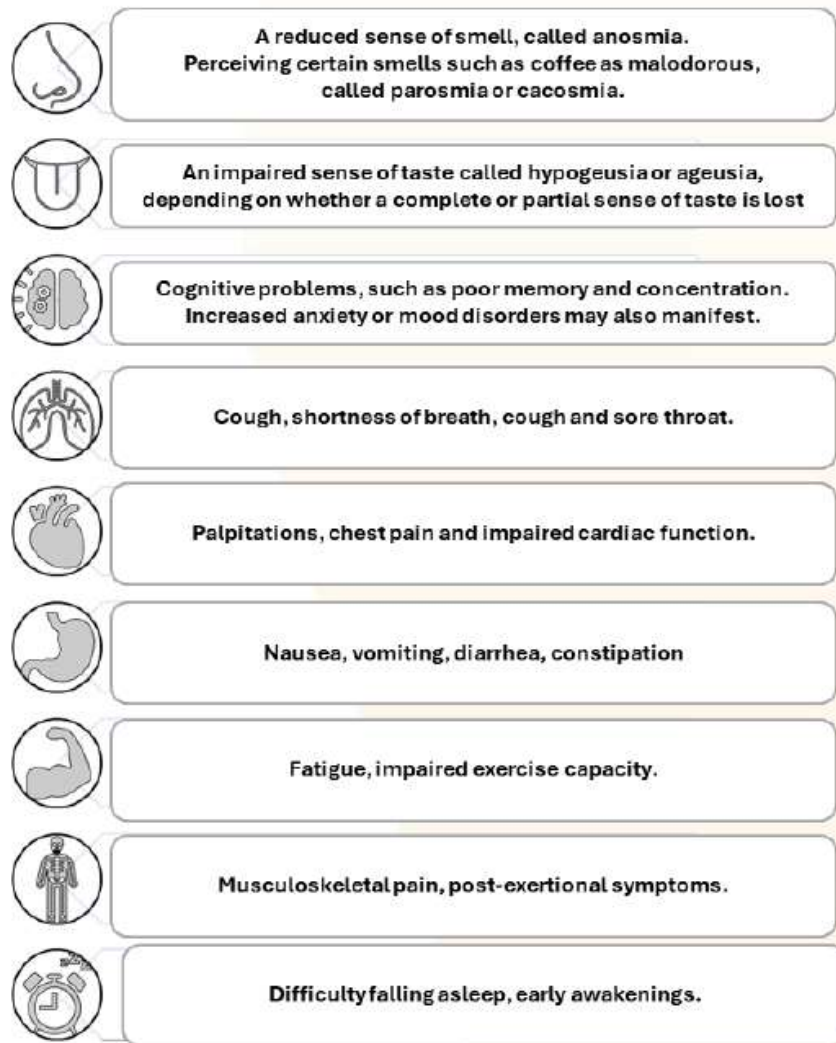 A reduced sense of smell, called anosmia.
Perceiving certain smells such as coffee as malodorous,
called parosmia or cacosmia.
An impaired sense of taste called hypogeusia or ageusia,
depending on whether a complete or partial sense of taste is lost
Cognitive problems, such as poor memory and concentration.
Increased anxiety or mood disorders may also manifest.
Cough, shortness of breath, cough and sore throat.
Palpitations, chest pain and impaired cardiac function.
Nausea, vomiting, diarrhea, constipation
Fatigue, impaired exercise capacity.
Musculoskeletal pain, post-exertional symptoms.
Difficulty falling asleep, early awakenings.